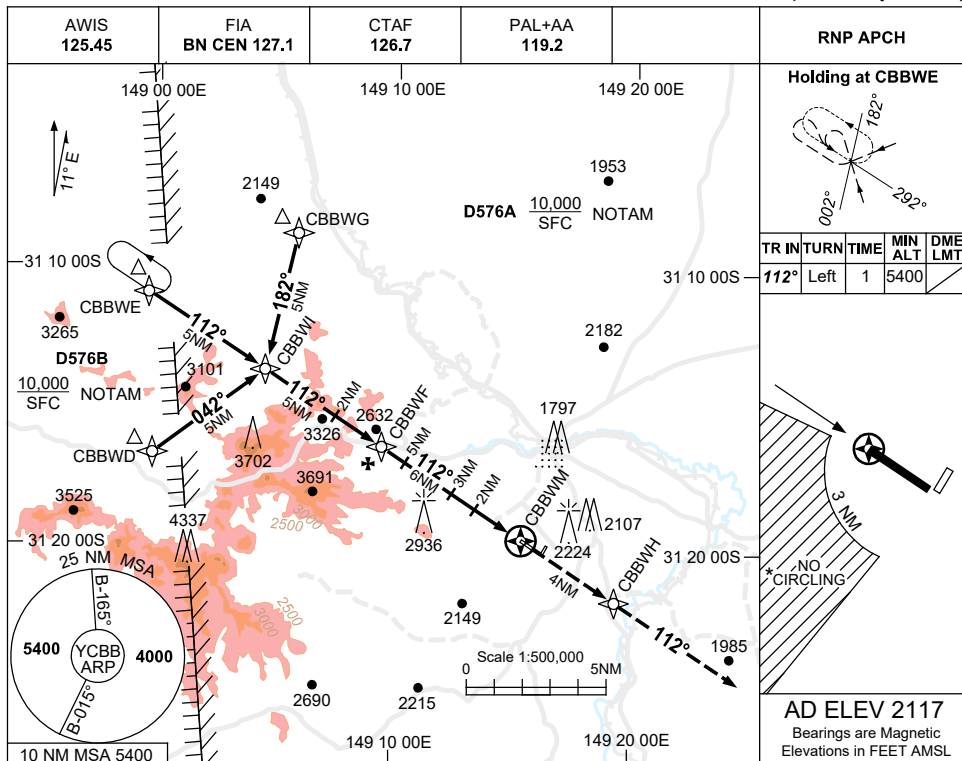 AWIS
125.45
FIA
BN CEN 127.1
CTAF
126.7
PAL+AA
119.2
RNP APCH
149 00 00E
149 10 00E
149 20 00E
11° E
2149
CBBWG
1953
D576A 10,000 SFC NOTAM
31 10 00S
31 10 00S
CBBWE
182°
5NM
112°
5NM
CBBWI
3265
D576B
10,000 SFC NOTAM
3101
2182
042°
5NM
CBBWD
112°
5NM
2NM
3326
2632
CBBWF
3702
3691
1797
5NM
112°
6NM
3NM
2NM
CBBWM
3525
4337
3000
2500
2936
2224
2107
31 20 00S
31 20 00S
CBBWH
4NM
112°
25 NM MSA
B-165°
5400
YCBB
ARP
4000
B-015°
10 NM MSA 5400
2500
3000
2149
1985
2690
2215
0 Scale 1:500,000 5NM
149 10 00E
149 20 00E
Holding at CBBWE
182°
292°
002°
TR IN TURN TIME MIN ALT DME LMT
112° Left 1 5400
3 NM
*NO
CIRCLING
AD ELEV 2117
Bearings are Magnetic
Elevations in FEET AMSL